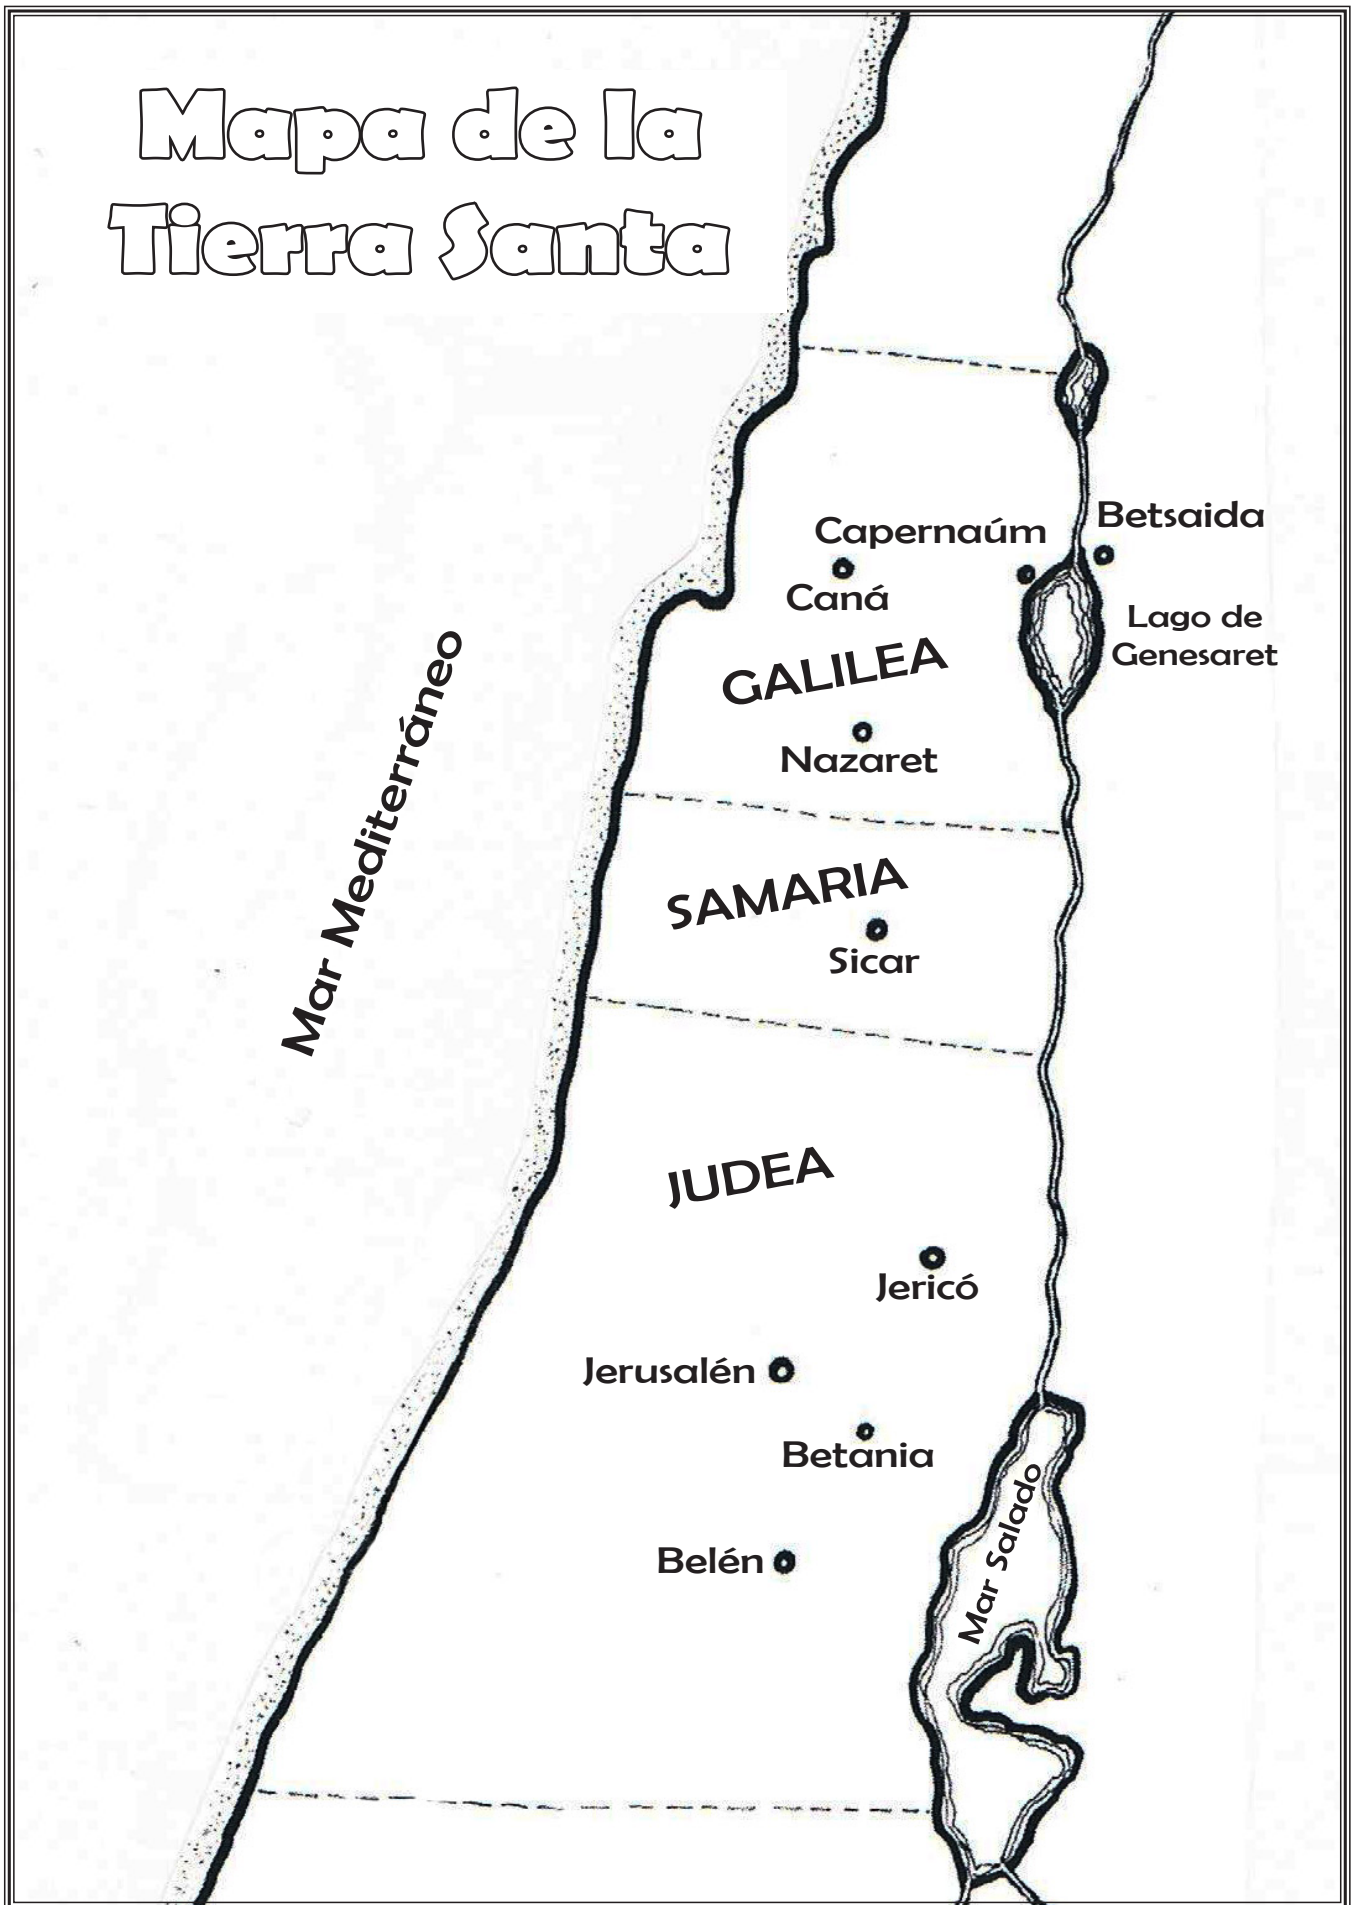 Mapa de la
Tierra Santa
Betsaida
Capernaúm
Caná
Lago de
Genesaret
GALILEA
Nazaret
Mar Mediterráneo
SAMARIA
Sicar
JUDEA
Jericó
Jerusalén
Betania
Mar Salado
Belén